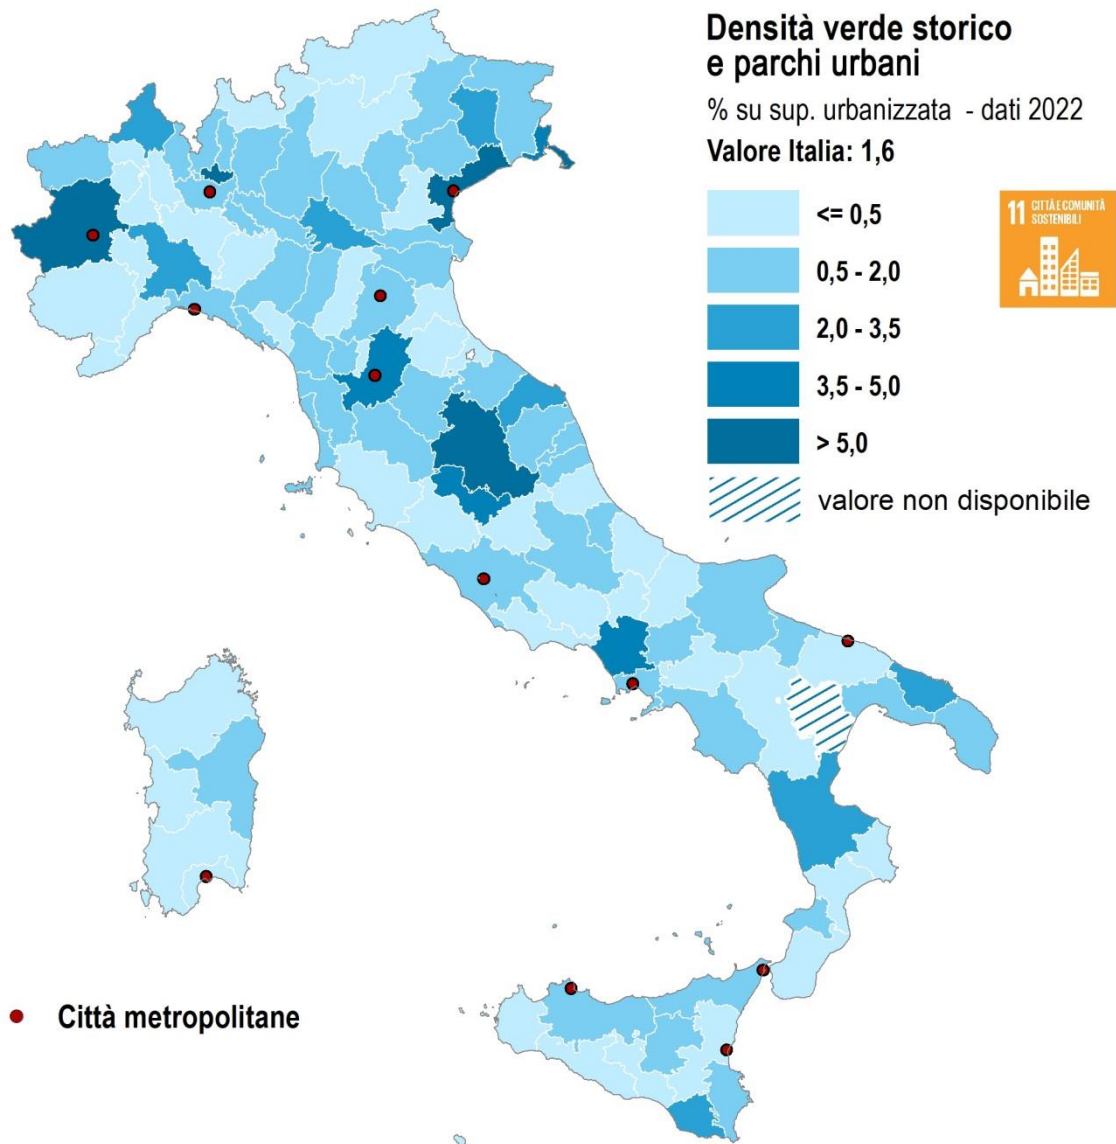 Densità verde storico
e parchi urbani
% su sup. urbanizzata - dati 2022
Valore Italia: 1,6
<= 0,5
0,5 - 2,0
2,0 - 3,5
3,5 - 5,0
> 5,0
valore non disponibile
11 CITTÀ E COMUNITÀ
SOSTENIBILI
Città metropolitane